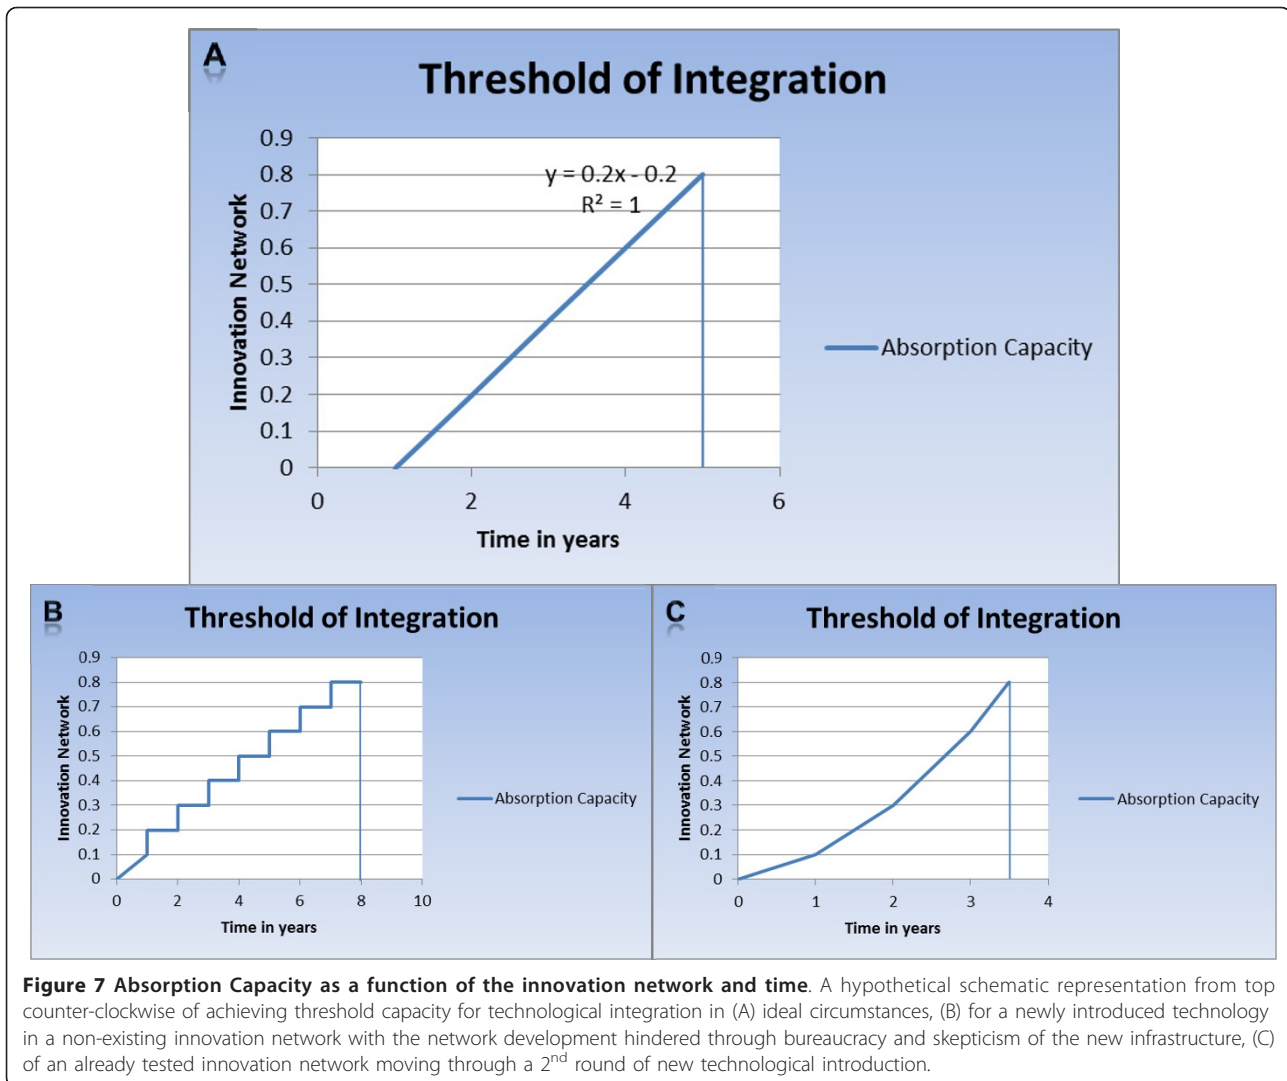 A
Threshold of Integration
0.9
0.8
0.7
0.6
0.5
0.4
0.3
0.2
0.1
0
Innovation Network
y = 0.2x - 0.2
R² = 1
0 2 4 6
Time in years
Absorption Capacity
B
Threshold of Integration
0.9
0.8
0.7
0.6
0.5
0.4
0.3
0.2
0.1
0
Innovation Network
0 2 4 6 8 10
Time in years
Absorption Capacity
C
Threshold of Integration
0.9
0.8
0.7
0.6
0.5
0.4
0.3
0.2
0.1
0
Innovation Network
0 1 2 3 4
Time in years
Absorption Capacity
Figure 7 Absorption Capacity as a function of the innovation network and time. A hypothetical schematic representation from top
counter-clockwise of achieving threshold capacity for technological integration in (A) ideal circumstances, (B) for a newly introduced technology
in a non-existing innovation network with the network development hindered through bureaucracy and skepticism of the new infrastructure, (C)
of an already tested innovation network moving through a 2nd round of new technological introduction.